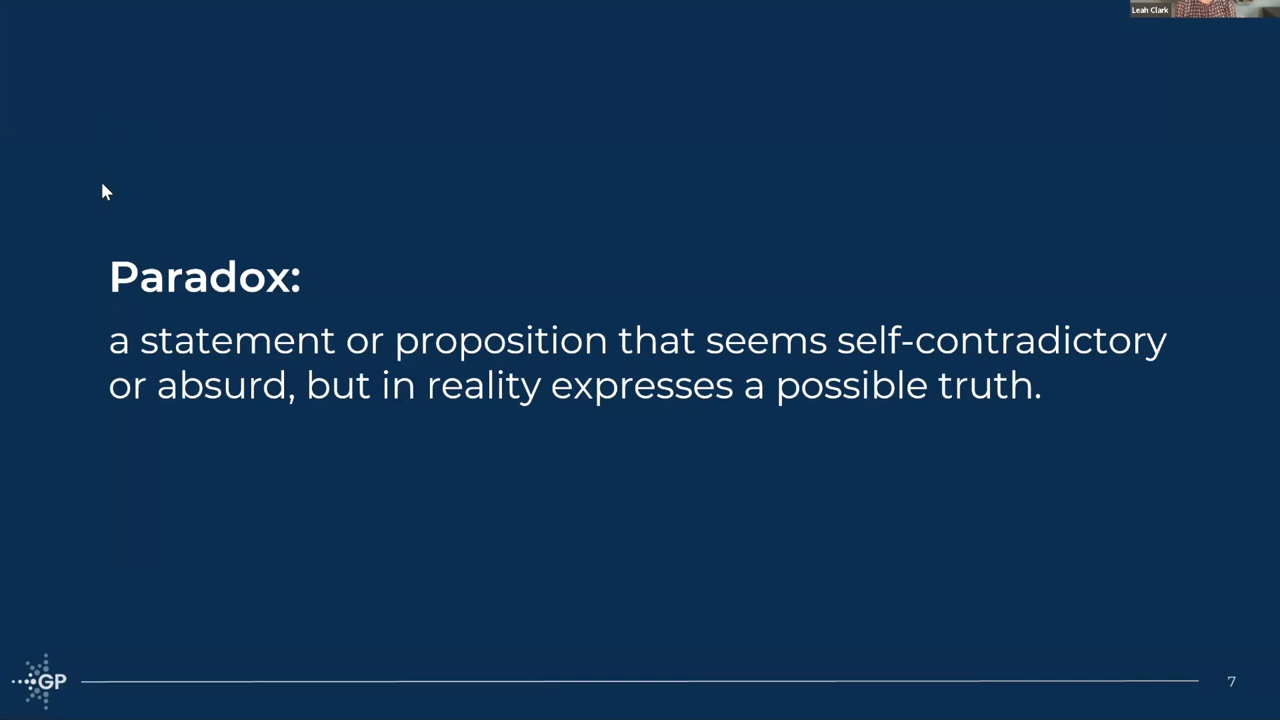 Leah Clark
Paradox:
a statement or proposition that seems self-contradictory
or absurd, but in reality expresses a possible truth.
GP
7